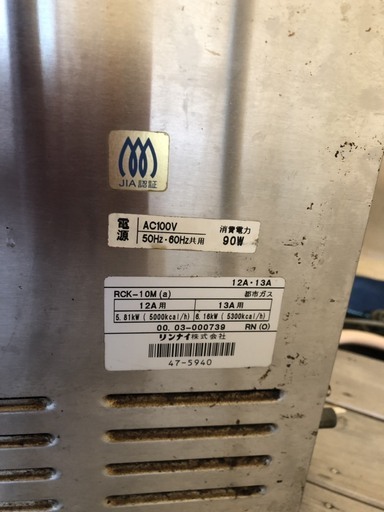 JIA認証
電源 AC100V 消費電力
50Hz・60Hz共用 90W
12A・13A
RCK-10M(a) 都市ガス
12A用 13A用
5.81kW (5000kcal/h) 6.16kW (5300kcal/h)
00.03-000739 RN(O)
リンナイ株式会社
47-5940